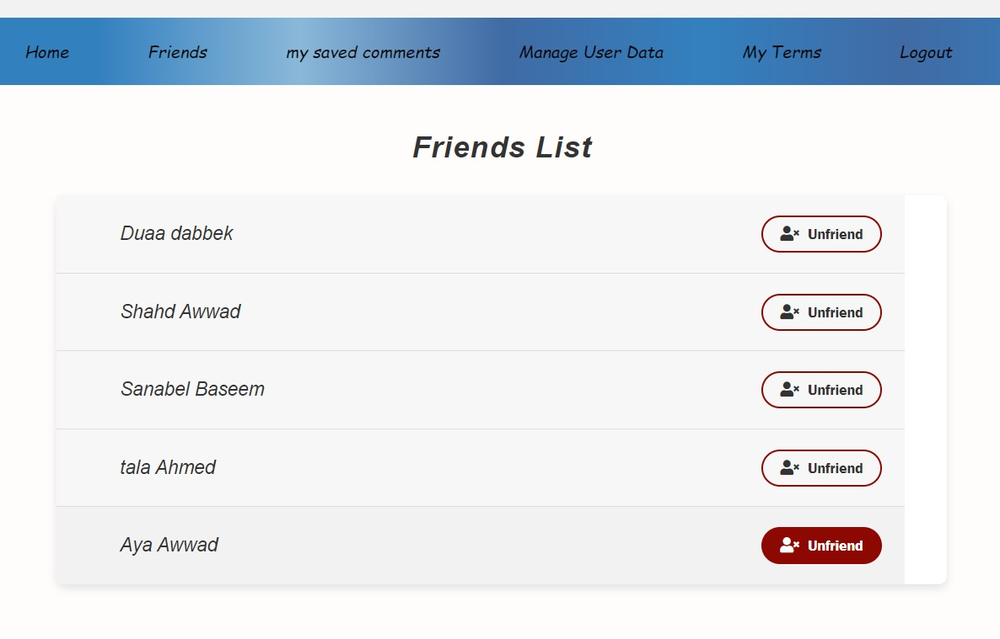 Home Friends my saved comments Manage User Data My Terms Logout
Friends List
Duaa dabbek Unfriend
Shahd Awwad Unfriend
Sanabel Baseem Unfriend
tala Ahmed Unfriend
Aya Awwad Unfriend